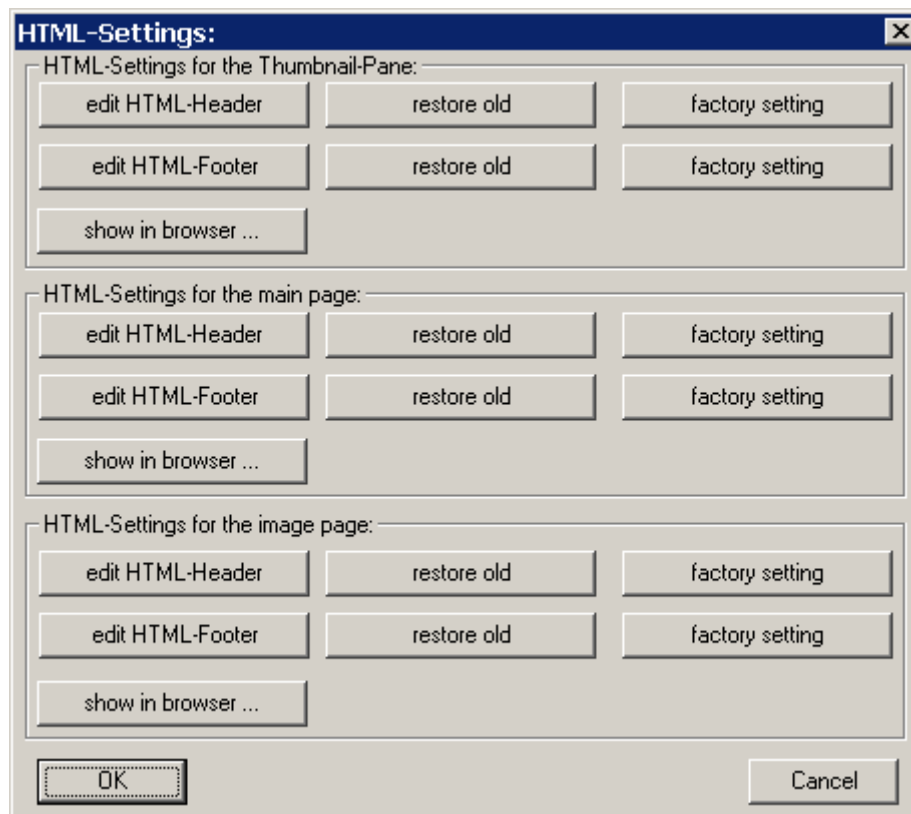 HTML-Settings:
HTML-Settings for the Thumbnail-Pane:
edit HTML-Header restore old factory setting
edit HTML-Footer restore old factory setting
show in browser ...
HTML-Settings for the main page:
edit HTML-Header restore old factory setting
edit HTML-Footer restore old factory setting
show in browser ...
HTML-Settings for the image page:
edit HTML-Header restore old factory setting
edit HTML-Footer restore old factory setting
show in browser ...
OK Cancel